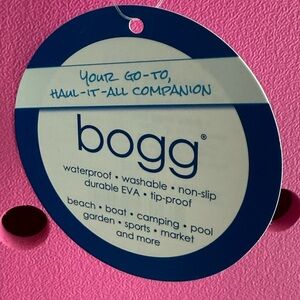 YOUR GO-TO,
HAUL-IT-ALL COMPANION
bogg®
waterproof • washable • non-slip
durable EVA • tip-proof
beach • boat • camping • pool
garden • sports • market
and more